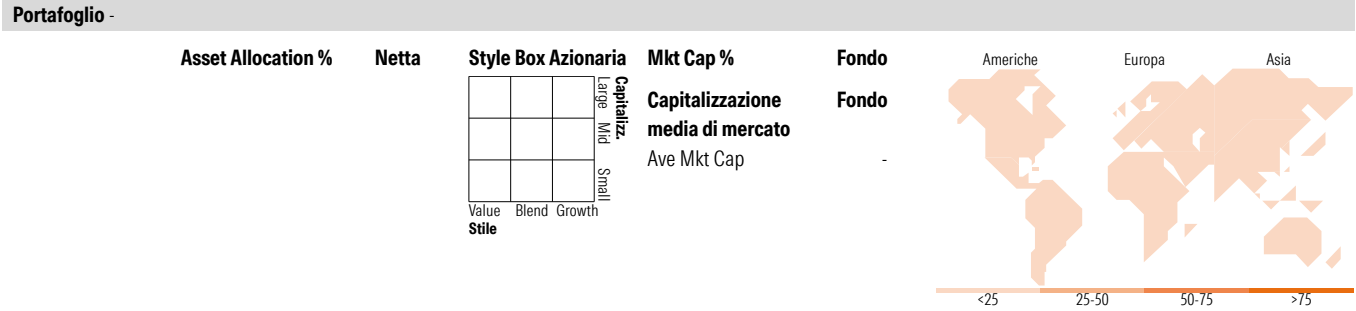 Portafoglio -
Asset Allocation %
Netta
Style Box Azionaria
Capitalizz.
Large Mid Small
Value Blend Growth
Stile
Mkt Cap %
Fondo
Capitalizzazione
media di mercato
Fondo
Ave Mkt Cap
-
Americhe
Europa
Asia
<25
25-50
50-75
>75